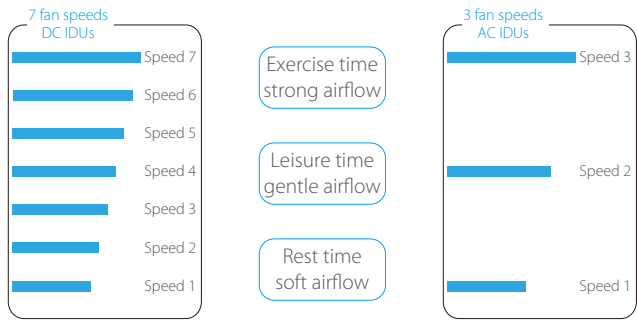 7 fan speeds
DC IDUs
Speed 7
Speed 6
Speed 5
Speed 4
Speed 3
Speed 2
Speed 1
Exercise time
strong airflow
Leisure time
gentle airflow
Rest time
soft airflow
3 fan speeds
AC IDUs
Speed 3
Speed 2
Speed 1